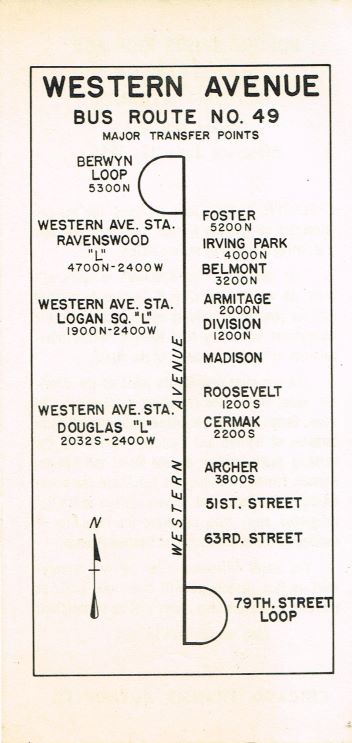 WESTERN AVENUE
BUS ROUTE NO. 49
MAJOR TRANSFER POINTS
BERWYN
LOOP
5300N
WESTERN AVE. STA.
RAVENSWOOD
"L"
4700N-2400W
WESTERN AVE. STA.
LOGAN SQ. "L"
1900N-2400W
WESTERN AVE. STA.
DOUGLAS "L"
2032S-2400W
N
WESTERN AVENUE
FOSTER
5200N
IRVING PARK
4000N
BELMONT
3200N
ARMITAGE
2000N
DIVISION
1200N
MADISON
ROOSEVELT
1200S
CERMAK
2200S
ARCHER
3800S
51ST. STREET
63RD. STREET
79TH. STREET
LOOP